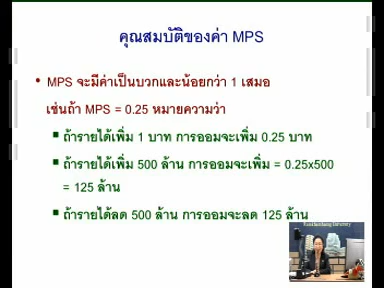 คุณสมบัติของค่า MPS
• MPS จะมีค่าเป็นบวกและน้อยกว่า 1 เสมอ
เช่นถ้า MPS = 0.25 หมายความว่า
▪ ถ้ารายได้เพิ่ม 1 บาท การออมจะเพิ่ม 0.25 บาท
▪ ถ้ารายได้เพิ่ม 500 ล้าน การออมจะเพิ่ม = 0.25x500
= 125 ล้าน
▪ ถ้ารายได้ลด 500 ล้าน การออมจะลด 125 ล้าน